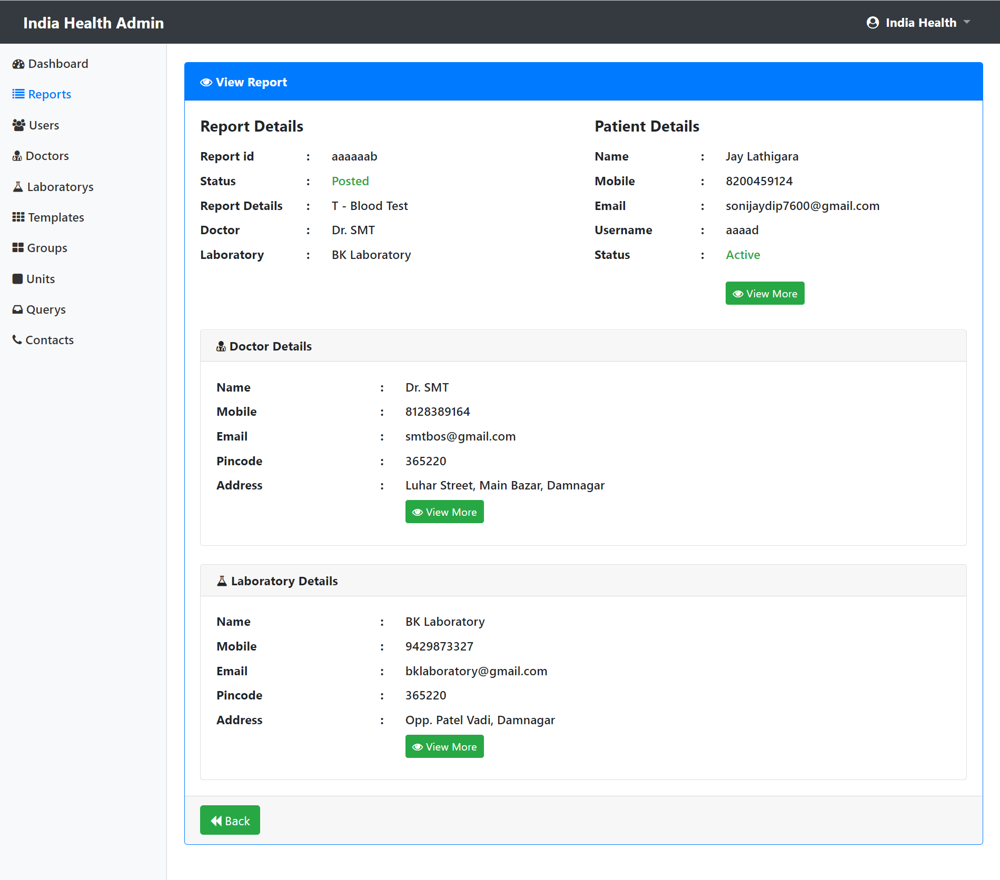 India Health Admin
India Health
Dashboard
Reports
Users
Doctors
Laboratorys
Templates
Groups
Units
Querys
Contacts
View Report
Report Details
Report id : aaaaaab
Status : Posted
Report Details : T - Blood Test
Doctor : Dr. SMT
Laboratory : BK Laboratory
Patient Details
Name : Jay Lathigara
Mobile : 8200459124
Email : sonijaydip7600@gmail.com
Username : aaaad
Status : Active
View More
Doctor Details
Name : Dr. SMT
Mobile : 8128389164
Email : smtbos@gmail.com
Pincode : 365220
Address : Luhar Street, Main Bazar, Damnagar
View More
Laboratory Details
Name : BK Laboratory
Mobile : 9429873327
Email : bklaboratory@gmail.com
Pincode : 365220
Address : Opp. Patel Vadi, Damnagar
View More
Back